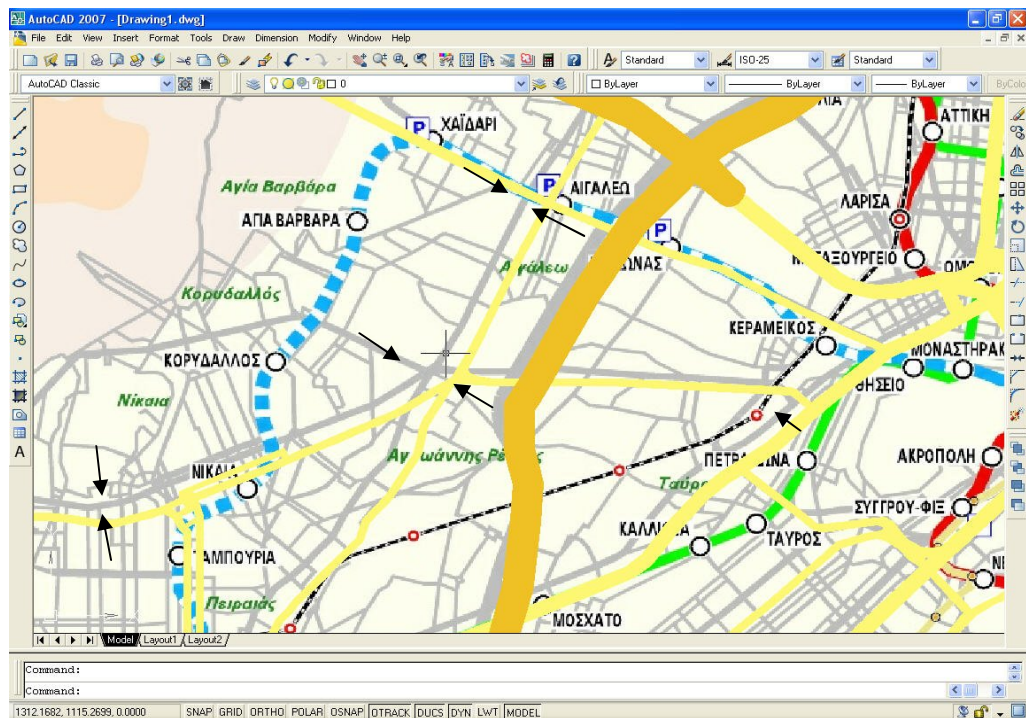 AutoCAD 2007 - [Drawing1.dwg]
File Edit View Insert Format Tools Draw Dimension Modify Window Help
Standard ISO-25 Standard
AutoCAD Classic 0 ByLayer ByLayer ByLayer ByColo
ΧΑΪΔΑΡΙ
P
ΑΤΤΙΚΗ
Αγία Βαρβάρα
P
ΑΙΓΑΛΕΩ
ΑΓΙΑ ΒΑΡΒΑΡΑ
ΛΑΡΙΣΑ
P
Κορυδαλλός
ΚΕΡΑΜΕΙΚΟΣ
ΚΟΡΥΔΑΛΛΟΣ
ΜΟΝΑΣΤΗΡΑΚ
ΘΗΣΕΙΟ
Νίκαια
ΝΙΚΑΙΑ
ΑΚΡΟΠΟΛΗ
ΣΥΓΓΡΟΥ-ΦΙΞ
ΤΑΥΡΟΣ
Πειραιάς
ΜΟΣΧΑΤΟ
Model Layout1 Layout2
Command:
Command:
1312.1682, 1115.2699, 0.0000 SNAP GRID ORTHO POLAR OSNAP OTRACK DUCS DYN LWT MODEL